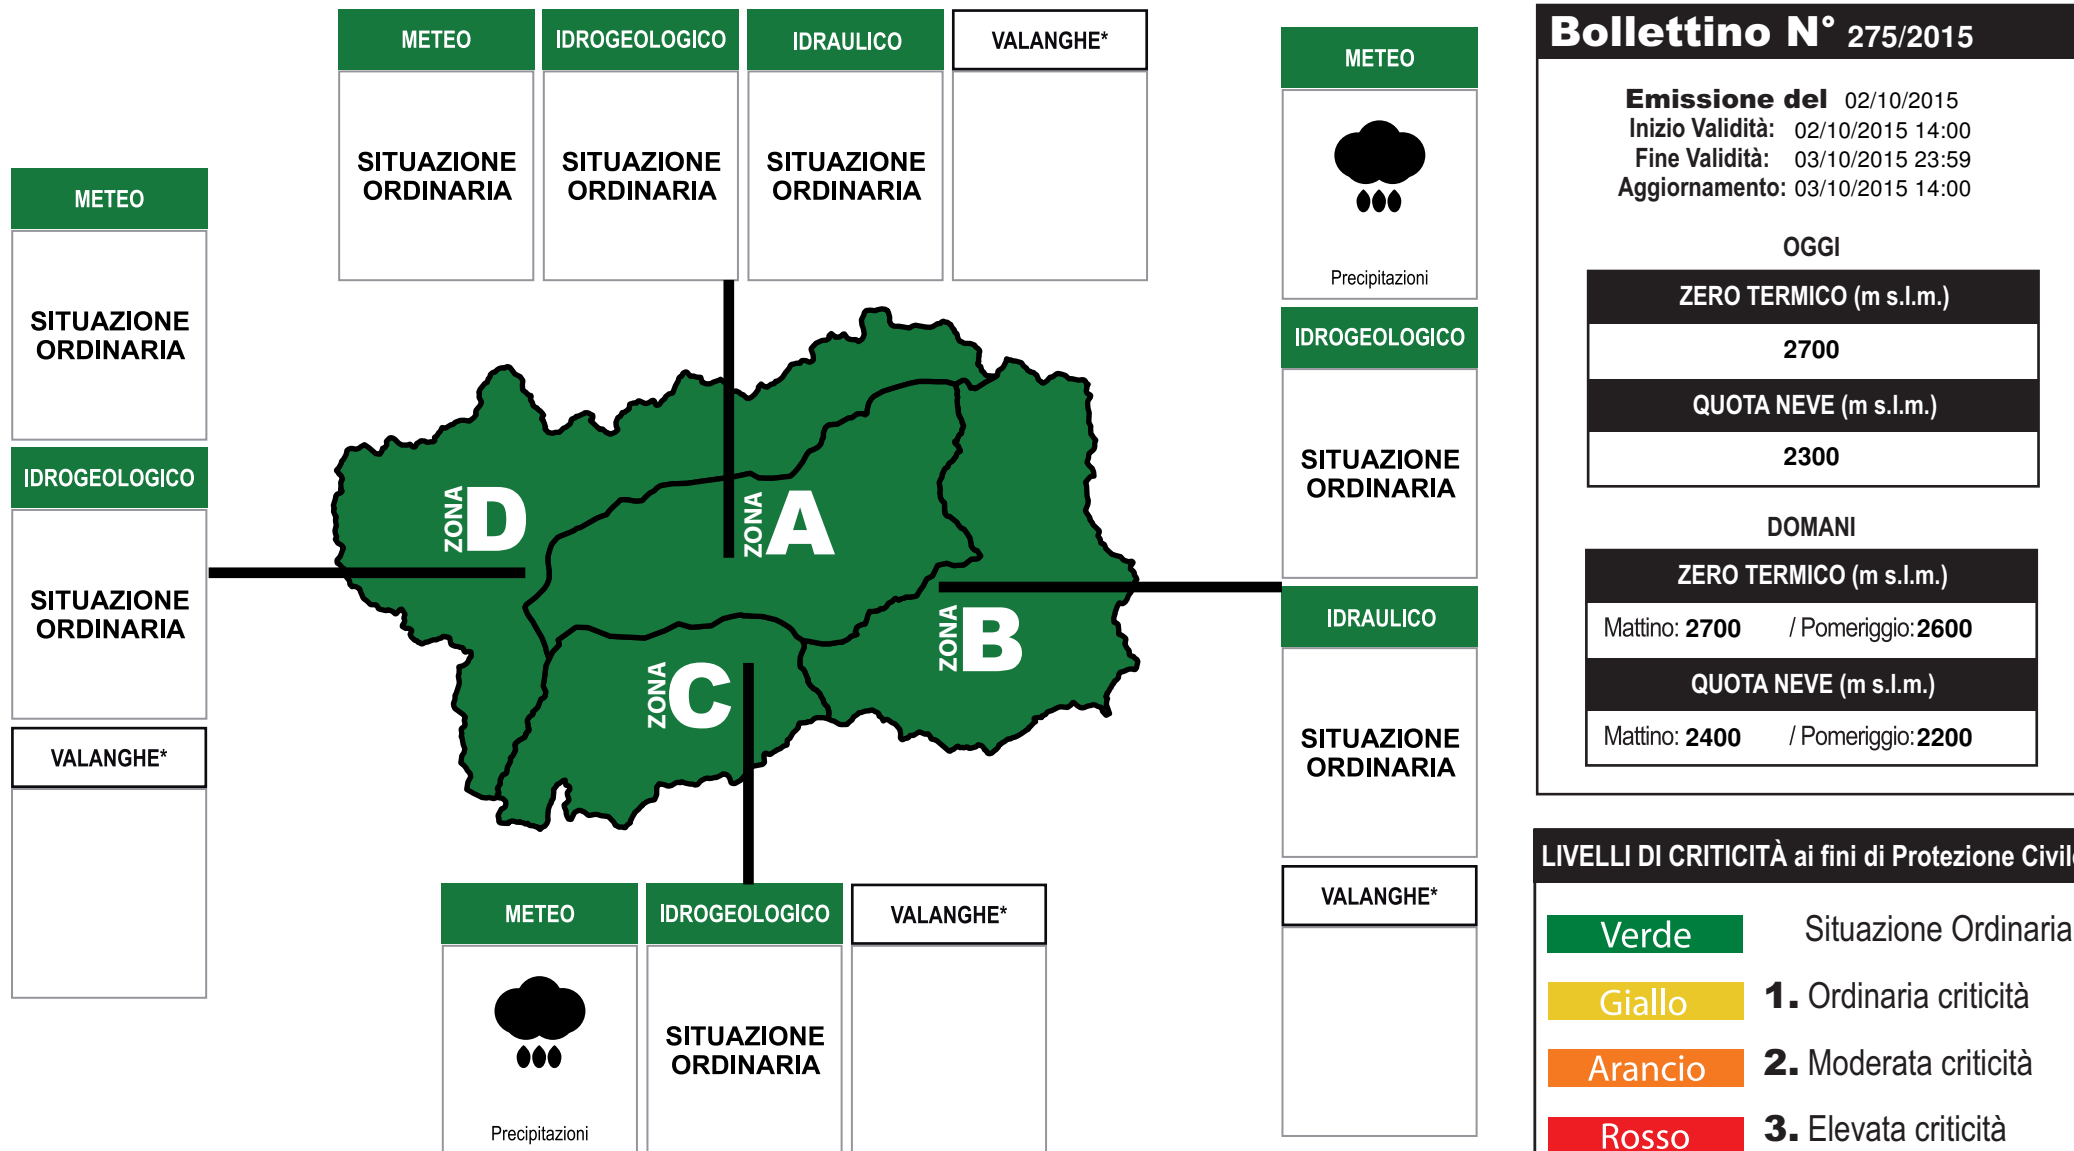 METEO
IDROGEOLOGICO
IDRAULICO
VALANGHE*
SITUAZIONE
ORDINARIA
SITUAZIONE
ORDINARIA
SITUAZIONE
ORDINARIA
METEO
SITUAZIONE
ORDINARIA
IDROGEOLOGICO
SITUAZIONE
ORDINARIA
VALANGHE*
ZONA D
ZONA A
ZONA B
ZONA C
METEO
Precipitazioni
IDROGEOLOGICO
SITUAZIONE
ORDINARIA
IDRAULICO
SITUAZIONE
ORDINARIA
VALANGHE*
METEO
IDROGEOLOGICO
VALANGHE*
Precipitazioni
SITUAZIONE
ORDINARIA
Bollettino N° 275/2015
Emissione del 02/10/2015
Inizio Validità: 02/10/2015 14:00
Fine Validità: 03/10/2015 23:59
Aggiornamento: 03/10/2015 14:00
OGGI
ZERO TERMICO (m s.l.m.)
2700
QUOTA NEVE (m s.l.m.)
2300
DOMANI
ZERO TERMICO (m s.l.m.)
Mattino: 2700 / Pomeriggio: 2600
QUOTA NEVE (m s.l.m.)
Mattino: 2400 / Pomeriggio: 2200
LIVELLI DI CRITICITÀ ai fini di Protezione Civile
Verde Situazione Ordinaria
Giallo 1. Ordinaria criticità
Arancio 2. Moderata criticità
Rosso 3. Elevata criticità